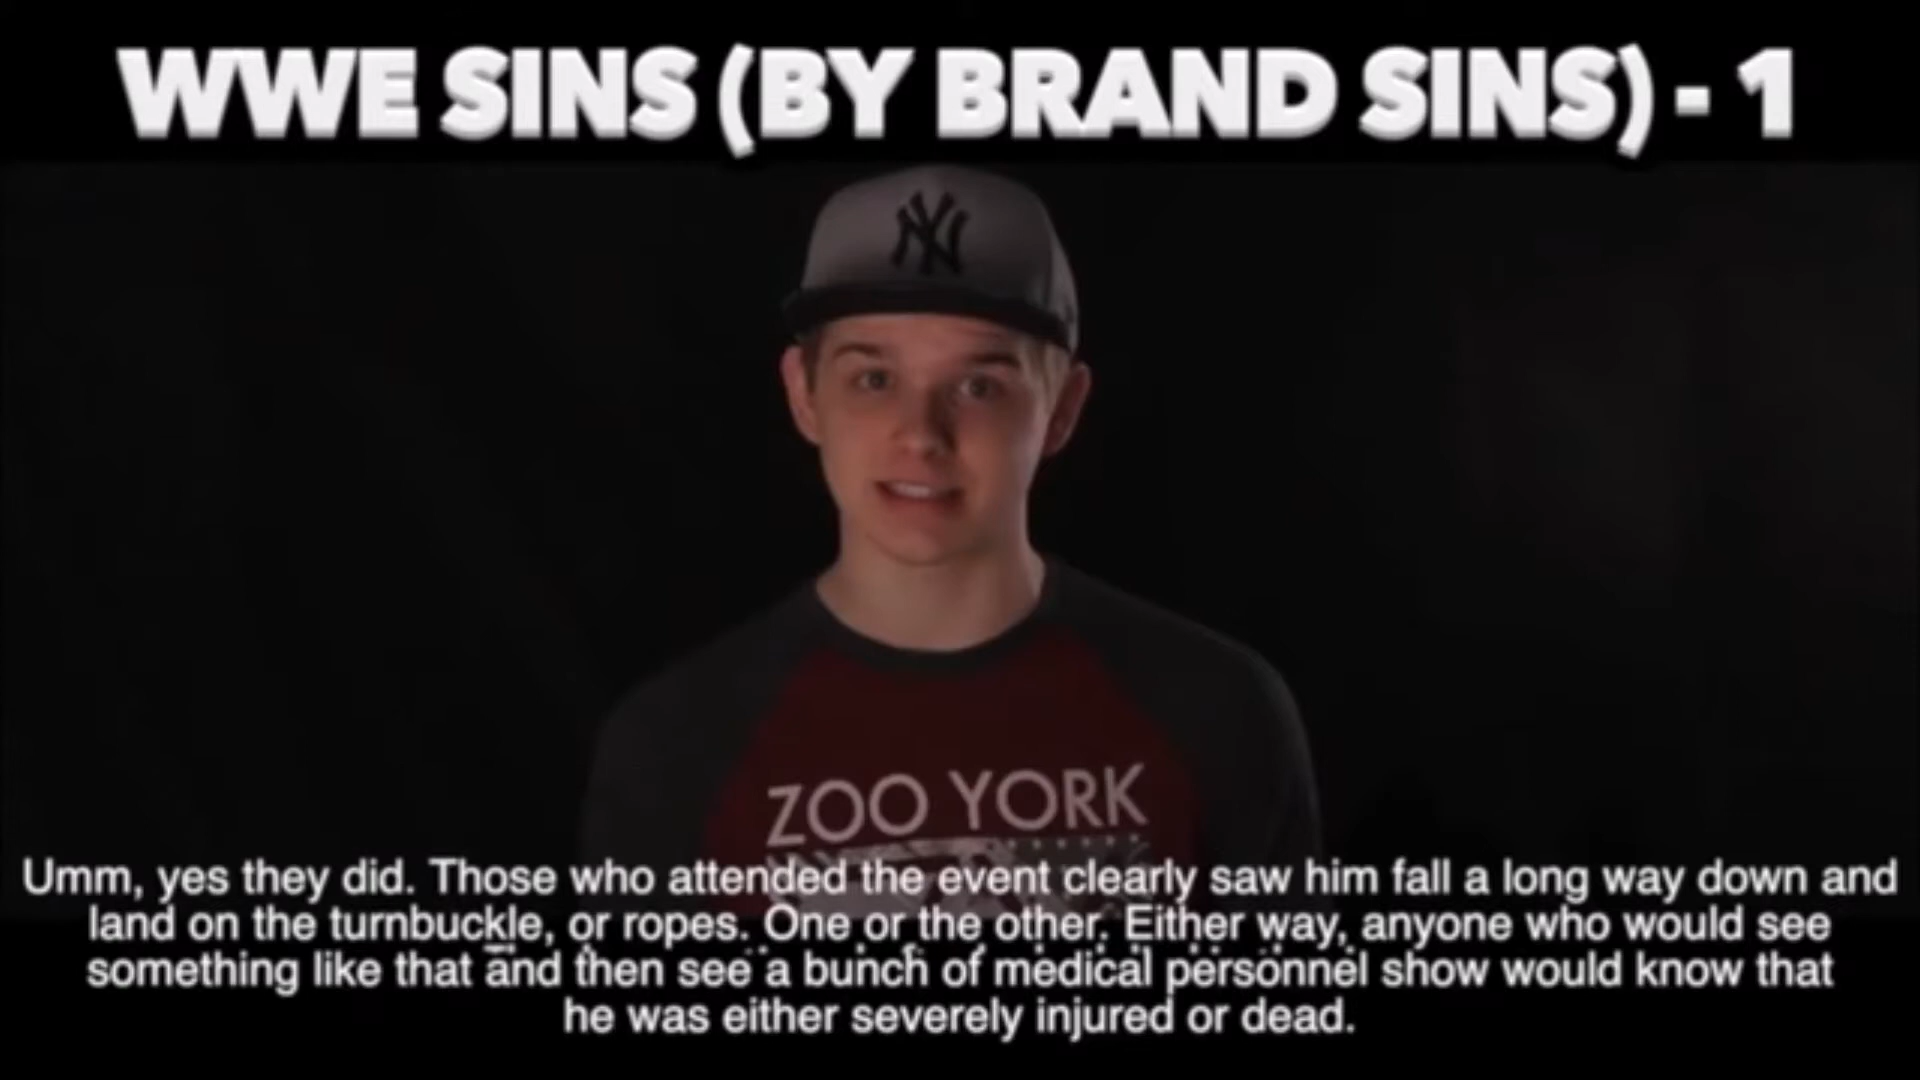 WWE SINS (BY BRAND SINS) - 1
NY
ZOO YORK
Umm, yes they did. Those who attended the event clearly saw him fall a long way down and
land on the turnbuckle, or ropes. One or the other. Either way, anyone who would see
something like that and then see a bunch of medical personnel show would know that
he was either severely injured or dead.